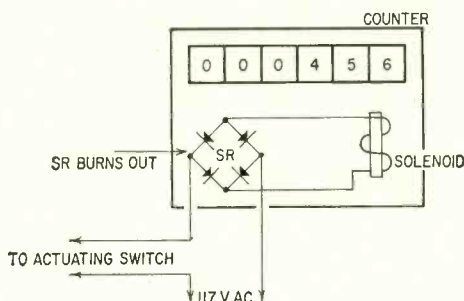 COUNTER
0 0 0 4 5 6
SR BURNS OUT
SR
SOLENOID
TO ACTUATING SWITCH
117 V AC